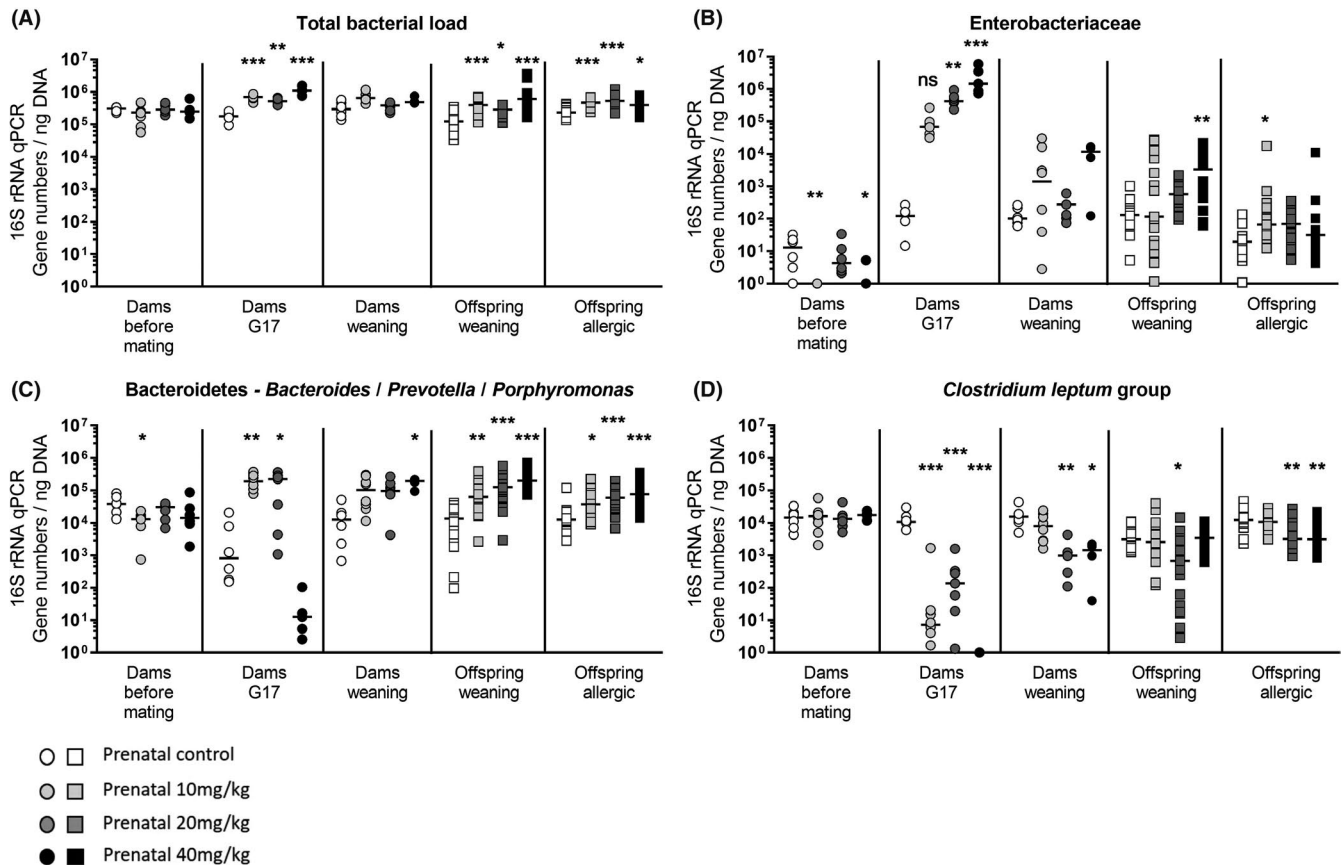 (A)
Total bacterial load
16S rRNA qPCR
Gene numbers / ng DNA
10⁷
10⁶
10⁵
10⁴
10³
10²
10¹
10⁰
***
**
***
***
*
***
***
***
*
Dams
before
mating
Dams
G17
Dams
weaning
Offspring
weaning
Offspring
allergic
(B)
Enterobacteriaceae
16S rRNA qPCR
Gene numbers / ng DNA
10⁷
10⁶
10⁵
10⁴
10³
10²
10¹
10⁰
**
*
ns
**
***
**
*
Dams
before
mating
Dams
G17
Dams
weaning
Offspring
weaning
Offspring
allergic
(C)
Bacteroidetes - Bacteroides / Prevotella / Porphyromonas
16S rRNA qPCR
Gene numbers / ng DNA
10⁷
10⁶
10⁵
10⁴
10³
10²
10¹
10⁰
*
**
*
*
**
***
***
*
***
***
Dams
before
mating
Dams
G17
Dams
weaning
Offspring
weaning
Offspring
allergic
(D)
Clostridium leptum group
16S rRNA qPCR
Gene numbers / ng DNA
10⁷
10⁶
10⁵
10⁴
10³
10²
10¹
10⁰
***
***
***
**
*
*
**
**
Dams
before
mating
Dams
G17
Dams
weaning
Offspring
weaning
Offspring
allergic
Prenatal control
Prenatal 10mg/kg
Prenatal 20mg/kg
Prenatal 40mg/kg